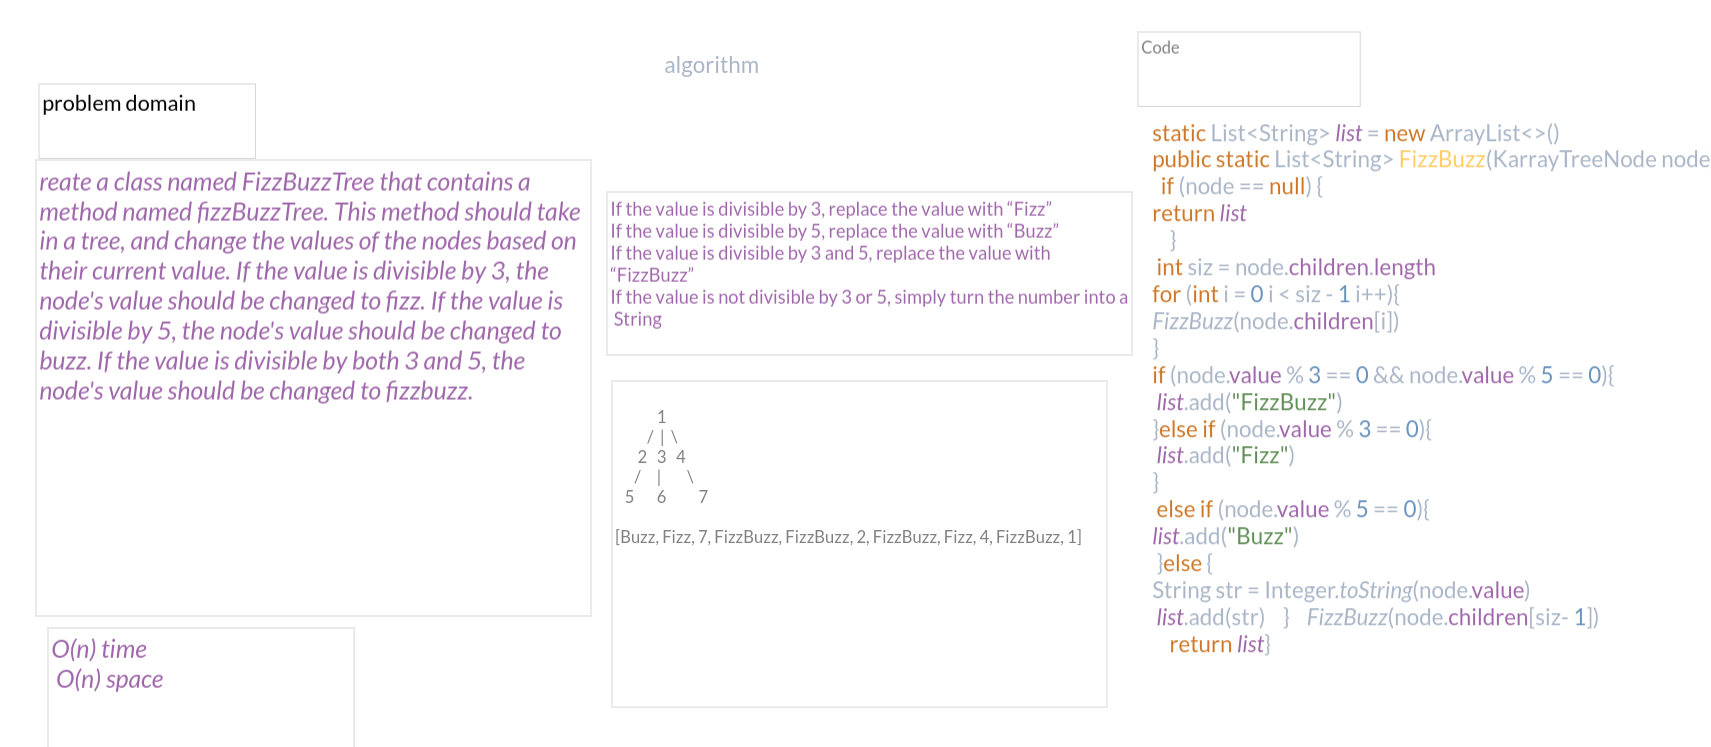 problem domain
reate a class named FizzBuzzTree that contains a
method named fizzBuzzTree. This method should take
in a tree, and change the values of the nodes based on
their current value. If the value is divisible by 3, the
node's value should be changed to fizz. If the value is
divisible by 5, the node's value should be changed to
buzz. If the value is divisible by both 3 and 5, the
node's value should be changed to fizzbuzz.
O(n) time
O(n) space
algorithm
If the value is divisible by 3, replace the value with “Fizz”
If the value is divisible by 5, replace the value with “Buzz”
If the value is divisible by 3 and 5, replace the value with
“FizzBuzz”
If the value is not divisible by 3 or 5, simply turn the number into a
String
1
/ | \
2 3 4
/ | \
5 6 7
[Buzz, Fizz, 7, FizzBuzz, FizzBuzz, 2, FizzBuzz, Fizz, 4, FizzBuzz, 1]
Code
static List<String> list = new ArrayList<>()
public static List<String> FizzBuzz(KarrayTreeNode node
if (node == null) {
return list
}
int siz = node.children.length
for (int i = 0 i < siz - 1 i++){
FizzBuzz(node.children[i])
}
if (node.value % 3 == 0 && node.value % 5 == 0){
list.add("FizzBuzz")
}else if (node.value % 3 == 0){
list.add("Fizz")
}
else if (node.value % 5 == 0){
list.add("Buzz")
}else {
String str = Integer.toString(node.value)
list.add(str) } FizzBuzz(node.children[siz- 1])
return list}